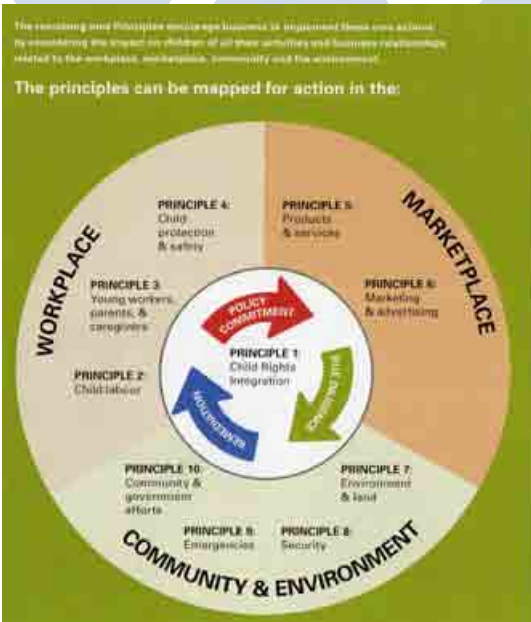 The remaining nine Principles encourage business to implement these core actions
by considering the impact on children of all their activities and business relationships
related to the workplace, marketplace, community and the environment.
The principles can be mapped for action in the:
WORKPLACE
PRINCIPLE 4:
Child
protection
& safety
PRINCIPLE 3:
Young workers,
parents, &
caregivers
PRINCIPLE 2:
Child labour
MARKETPLACE
PRINCIPLE 5:
Products
& services
PRINCIPLE 6:
Marketing
& advertising
POLICY
COMMITMENT
PRINCIPLE 1:
Child Rights
Integration
DUE DILIGENCE
REMEDIATION
PRINCIPLE 10:
Community &
government
efforts
PRINCIPLE 9:
Emergencies
PRINCIPLE 8:
Security
PRINCIPLE 7:
Environment
& land
COMMUNITY & ENVIRONMENT